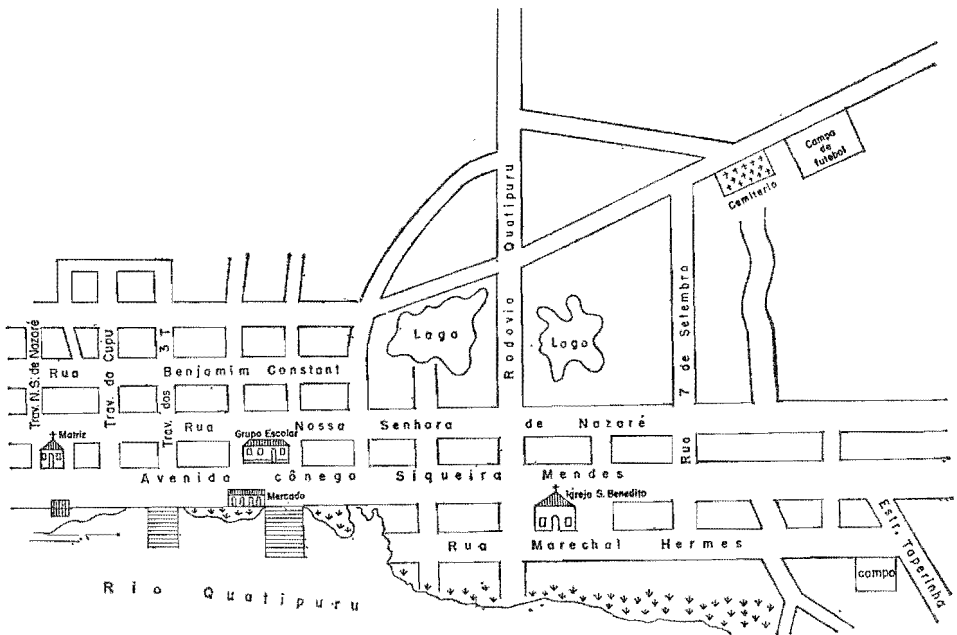 Campo
de
futebol
Cemiterio
Rodovia Quatipuru
7 de Setembro
Rua
Lago
Lago
Trav. N.S. de Nazaré
Trav. da Cupu
Trav. dos 3 T
Rua Benjamim Constant
Rua Nossa Senhora de Nazaré
Matriz
Grupo Escolar
Avenida cônego Siqueira Mendes
Mercado
Igreja S. Benedito
Rua Marechal Hermes
Estr. Taperinha
campo
Rio Quatipuru